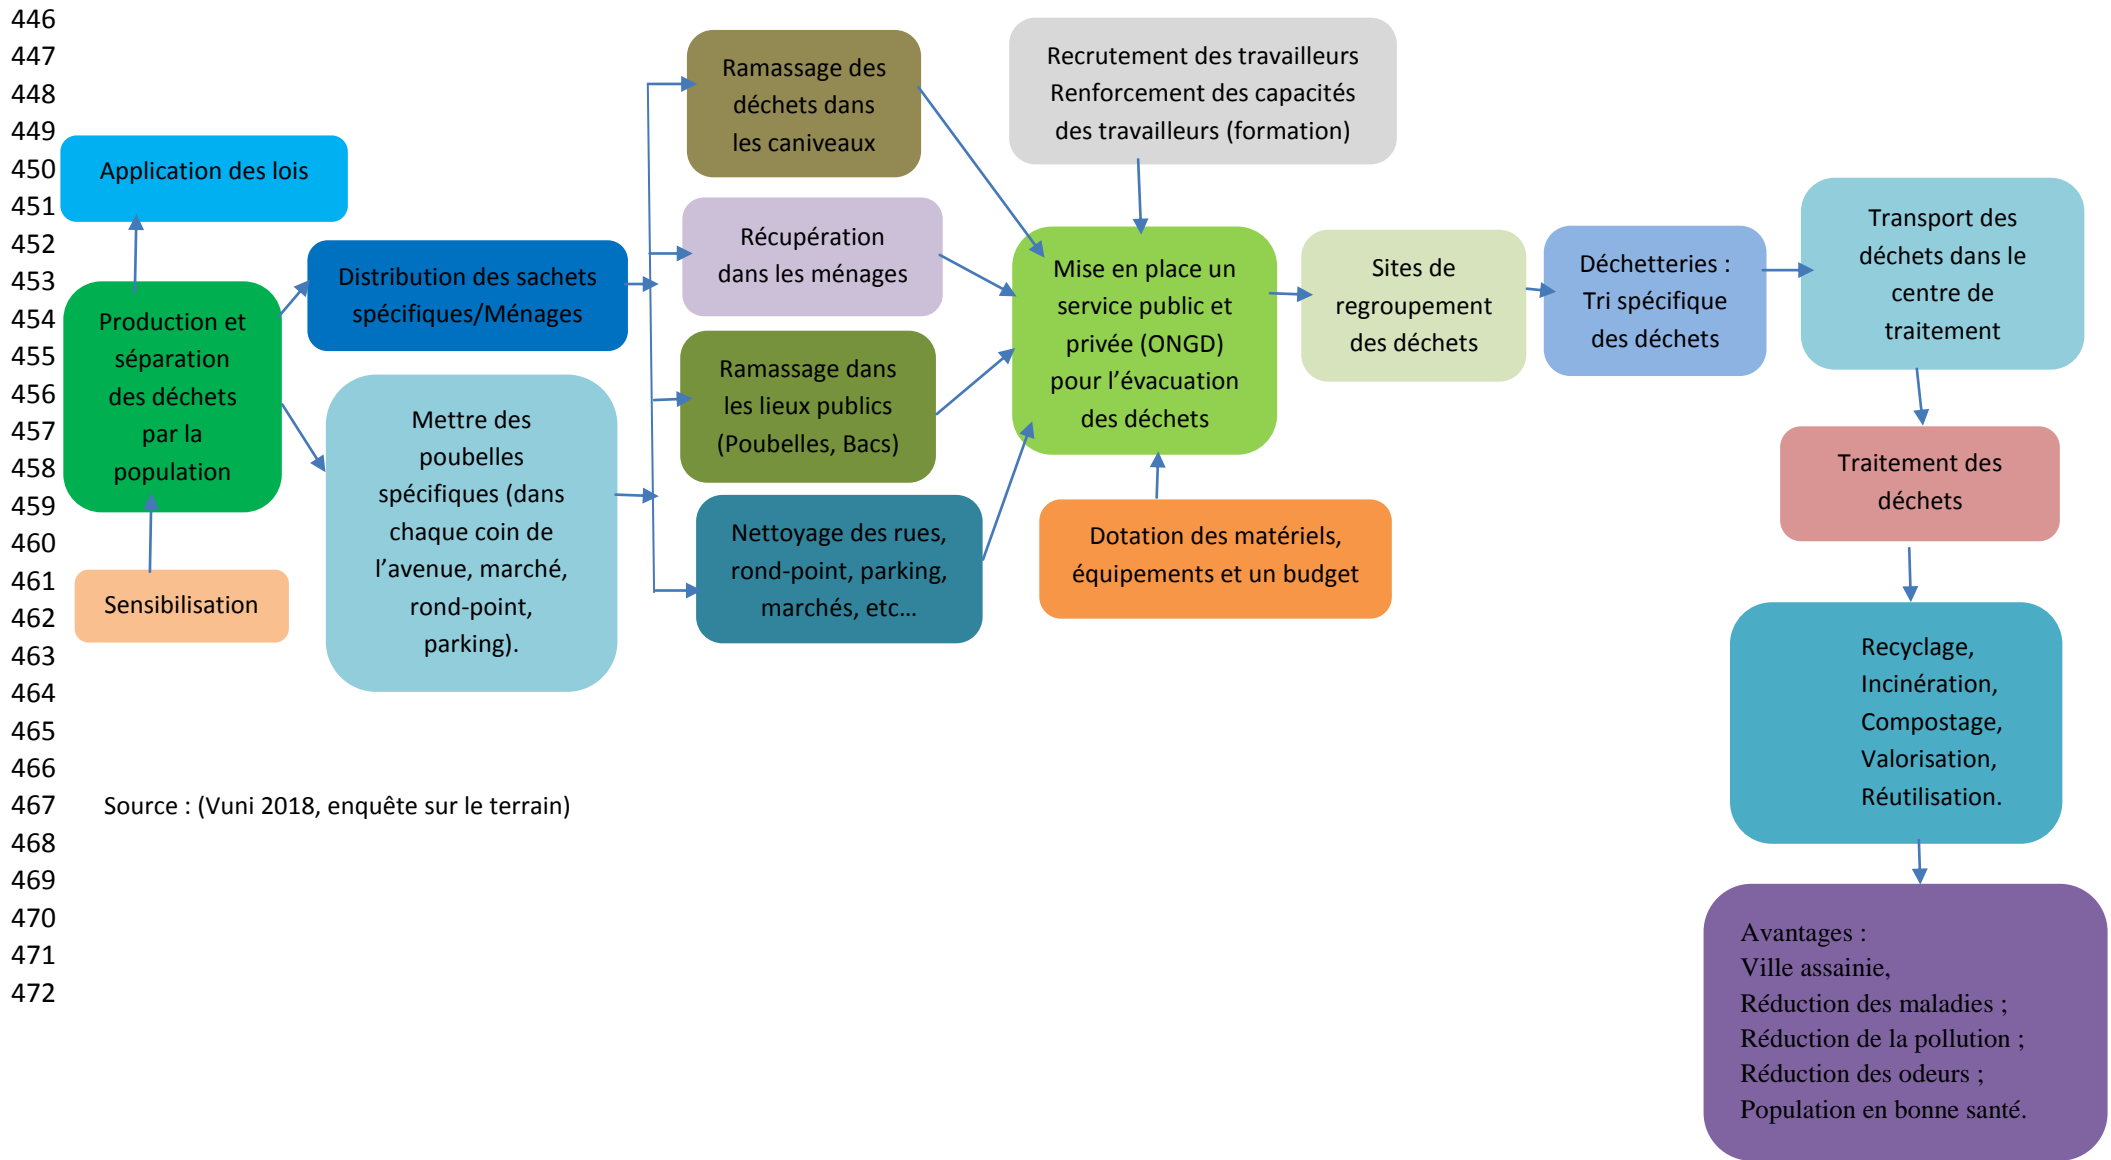 446
447
448
449
450
451
452
453
454
455
456
457
458
459
460
461
462
463
464
465
466
467
468
469
470
471
472
Application des lois
Production et
séparation
des déchets
par la
population
Sensibilisation
Distribution des sachets
spécifiques/Ménages
Mettre des
poubelles
spécifiques (dans
chaque coin de
l’avenue, marché,
rond-point,
parking).
Ramassage des
déchets dans
les caniveaux
Récupération
dans les ménages
Ramassage dans
les lieux publics
(Poubelles, Bacs)
Nettoyage des rues,
rond-point, parking,
marchés, etc…
Recrutement des travailleurs
Renforcement des capacités
des travailleurs (formation)
Mise en place un
service public et
privée (ONGD)
pour l’évacuation
des déchets
Dotation des matériels,
équipements et un budget
Sites de
regroupement
des déchets
Déchetteries :
Tri spécifique
des déchets
Transport des
déchets dans le
centre de
traitement
Traitement des
déchets
Recyclage,
Incinération,
Compostage,
Valorisation,
Réutilisation.
Avantages :
Ville assainie,
Réduction des maladies ;
Réduction de la pollution ;
Réduction des odeurs ;
Population en bonne santé.
Source : (Vuni 2018, enquête sur le terrain)